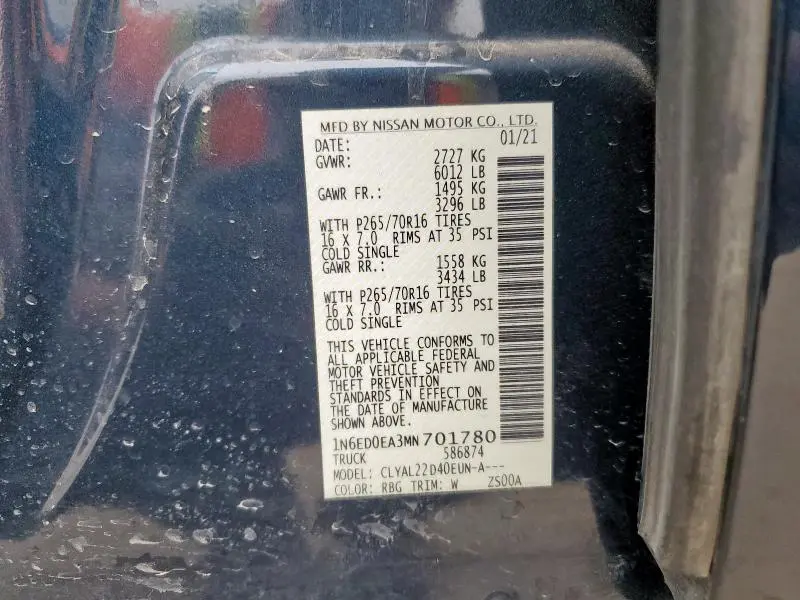 MFD BY NISSAN MOTOR CO., LTD.
DATE: 01/21
GVWR: 2727 KG
6012 LB
GAWR FR.: 1495 KG
3296 LB
WITH P265/70R16 TIRES
16 X 7.0 RIMS AT 35 PSI
COLD SINGLE
GAWR RR.: 1558 KG
3434 LB
WITH P265/70R16 TIRES
16 X 7.0 RIMS AT 35 PSI
COLD SINGLE
THIS VEHICLE CONFORMS TO
ALL APPLICABLE FEDERAL
MOTOR VEHICLE SAFETY AND
THEFT PREVENTION
STANDARDS IN EFFECT ON
THE DATE OF MANUFACTURE
SHOWN ABOVE.
1N6ED0EA3MN701780
TRUCK 586874
MODEL: CLYAL22D40EUN-A---
COLOR: RBG TRIM: W ZS00A